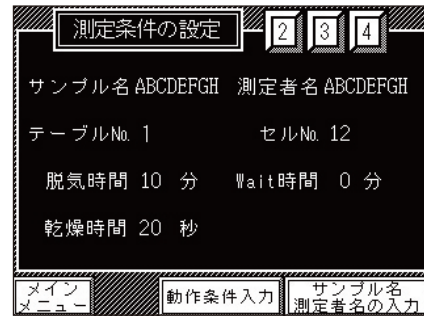 測定条件の設定 2 3 4
サンプル名 ABCDEFGH 測定者名 ABCDEFGH
テーブル№ 1 セル№ 12
脱気時間 10 分 Wait時間 0 分
乾燥時間 20 秒
メイン
メニュー
動作条件入力
サンプル名
測定者名の入力